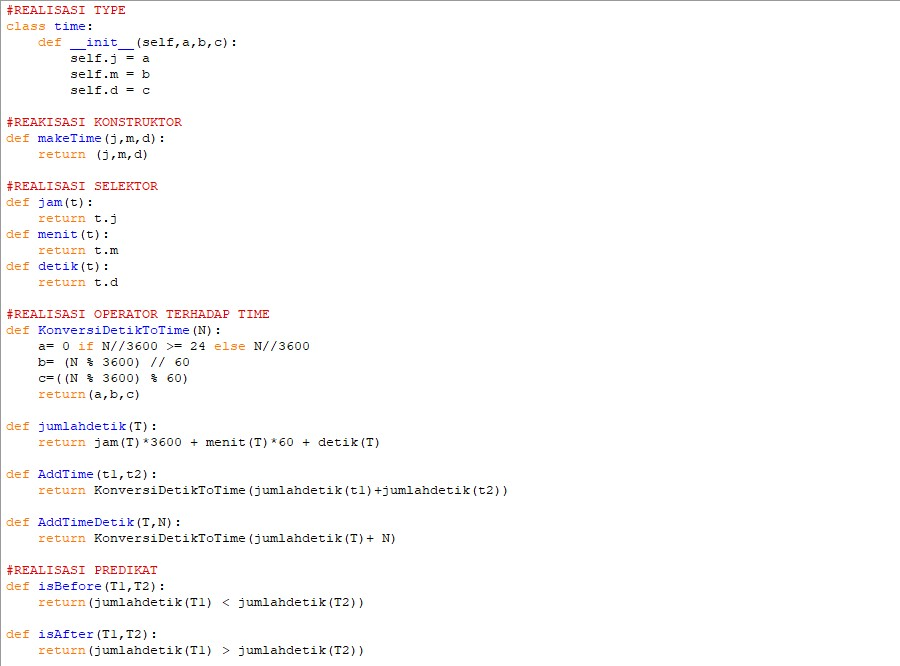 #REALISASI TYPE
class time:
    def __init__(self,a,b,c):
        self.j = a
        self.m = b
        self.d = c
#REAKISASI KONSTRUKTOR
def makeTime(j,m,d):
    return (j,m,d)
#REALISASI SELEKTOR
def jam(t):
    return t.j
def menit(t):
    return t.m
def detik(t):
    return t.d
#REALISASI OPERATOR TERHADAP TIME
def KonversiDetikToTime(N):
    a= 0 if N//3600 >= 24 else N//3600
    b= (N % 3600) // 60
    c=((N % 3600) % 60)
    return(a,b,c)
def jumlahdetik(T):
    return jam(T)*3600 + menit(T)*60 + detik(T)
def AddTime(t1,t2):
    return KonversiDetikToTime(jumlahdetik(t1)+jumlahdetik(t2))
def AddTimeDetik(T,N):
    return KonversiDetikToTime(jumlahdetik(T)+ N)
#REALISASI PREDIKAT
def isBefore(T1,T2):
    return(jumlahdetik(T1) < jumlahdetik(T2))
def isAfter(T1,T2):
    return(jumlahdetik(T1) > jumlahdetik(T2))